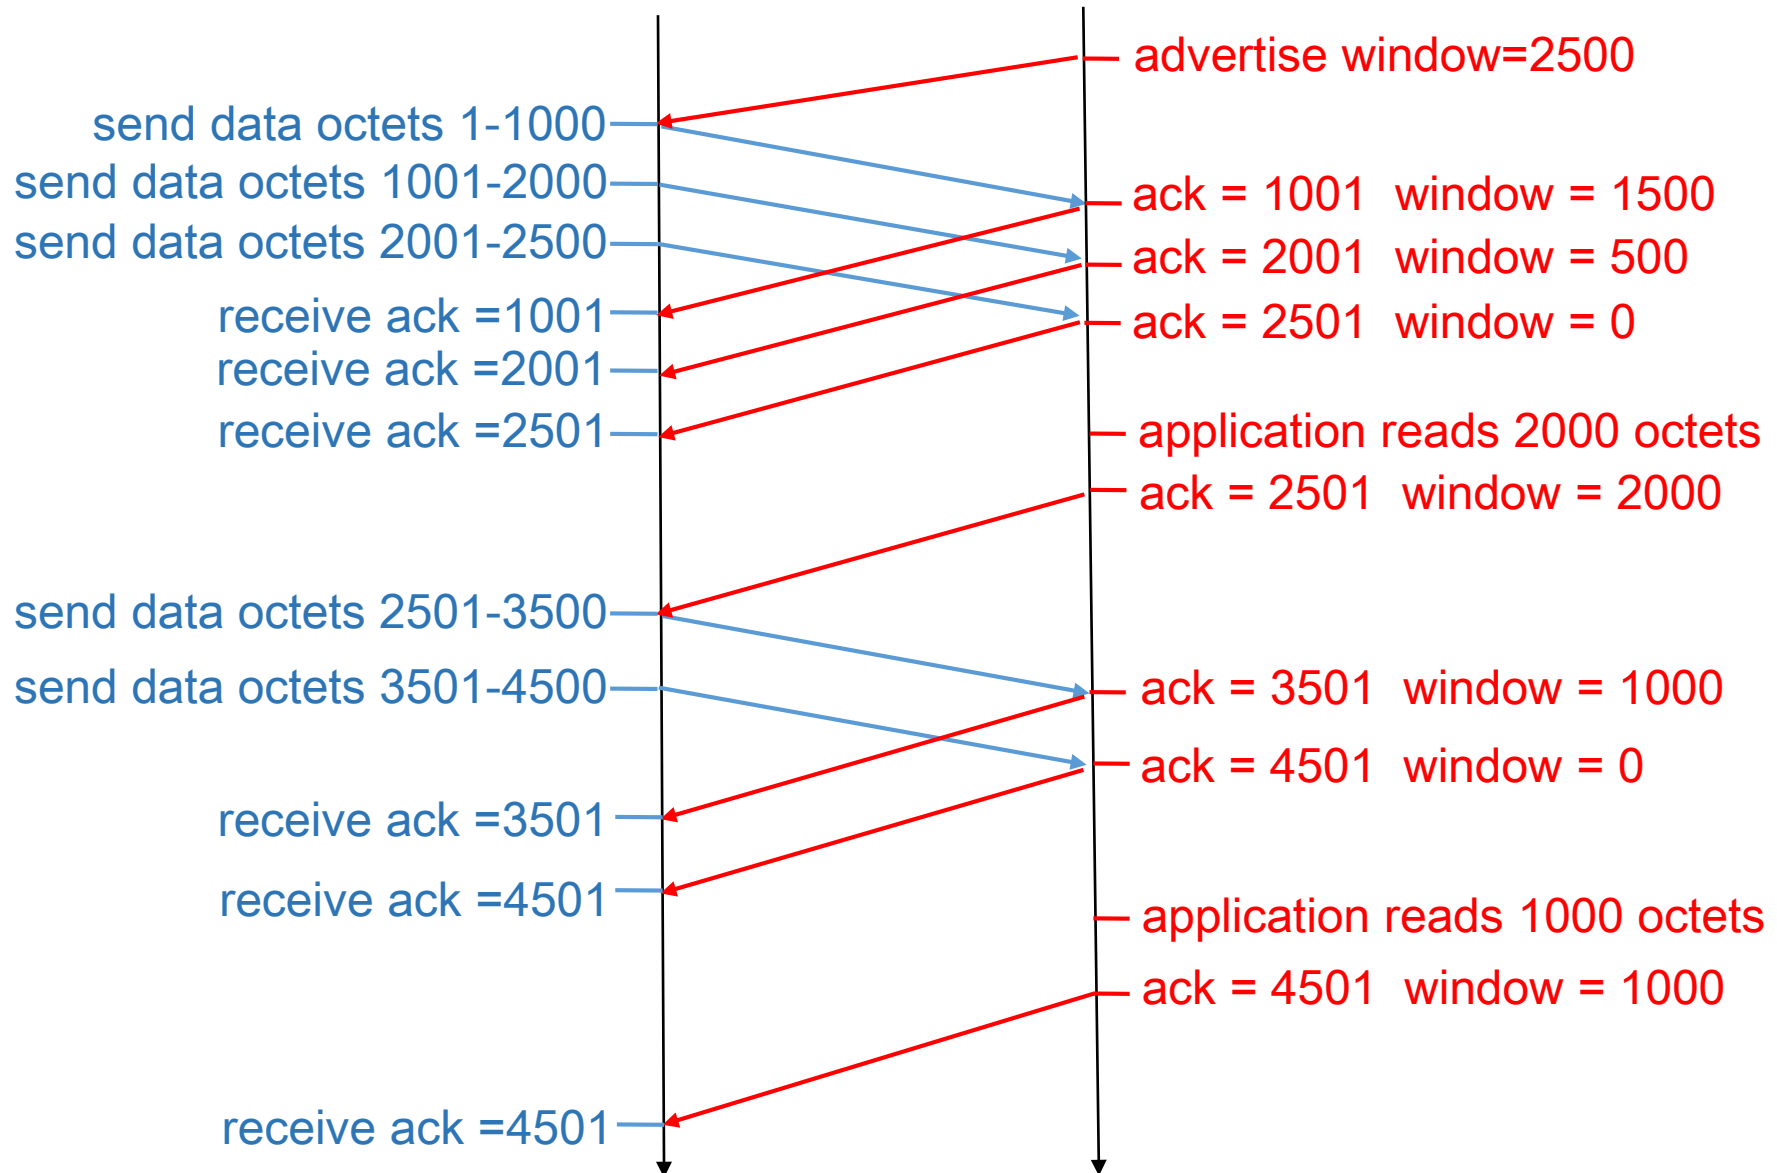 advertise window=2500
send data octets 1-1000
send data octets 1001-2000
ack = 1001 window = 1500
send data octets 2001-2500
ack = 2001 window = 500
receive ack =1001
ack = 2501 window = 0
receive ack =2001
receive ack =2501
application reads 2000 octets
ack = 2501 window = 2000
send data octets 2501-3500
send data octets 3501-4500
ack = 3501 window = 1000
ack = 4501 window = 0
receive ack =3501
receive ack =4501
application reads 1000 octets
ack = 4501 window = 1000
receive ack =4501